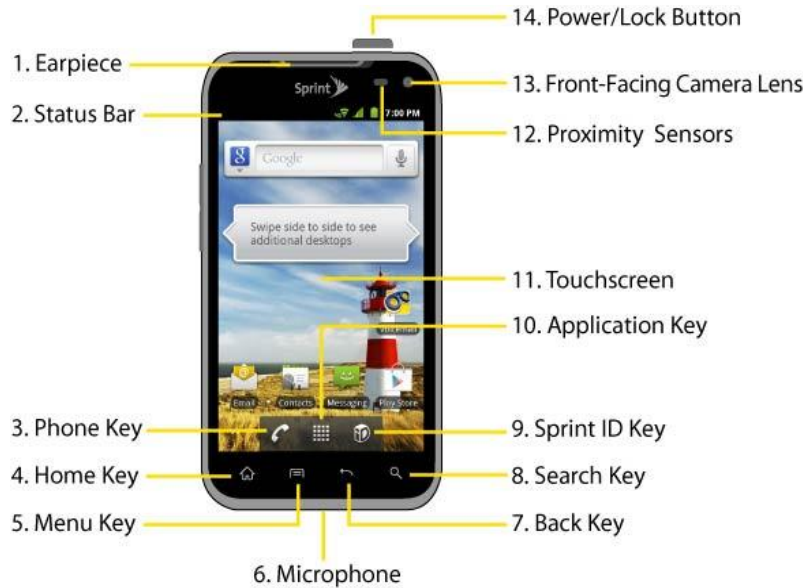 14. Power/Lock Button
1. Earpiece
13. Front-Facing Camera Lens
Sprint
2. Status Bar
7:00 PM
12. Proximity Sensors
Google
Swipe side to side to see
additional desktops
11. Touchscreen
10. Application Key
Voicemail
Email
Contacts
Messaging
Play Store
3. Phone Key
9. Sprint ID Key
4. Home Key
8. Search Key
5. Menu Key
7. Back Key
6. Microphone